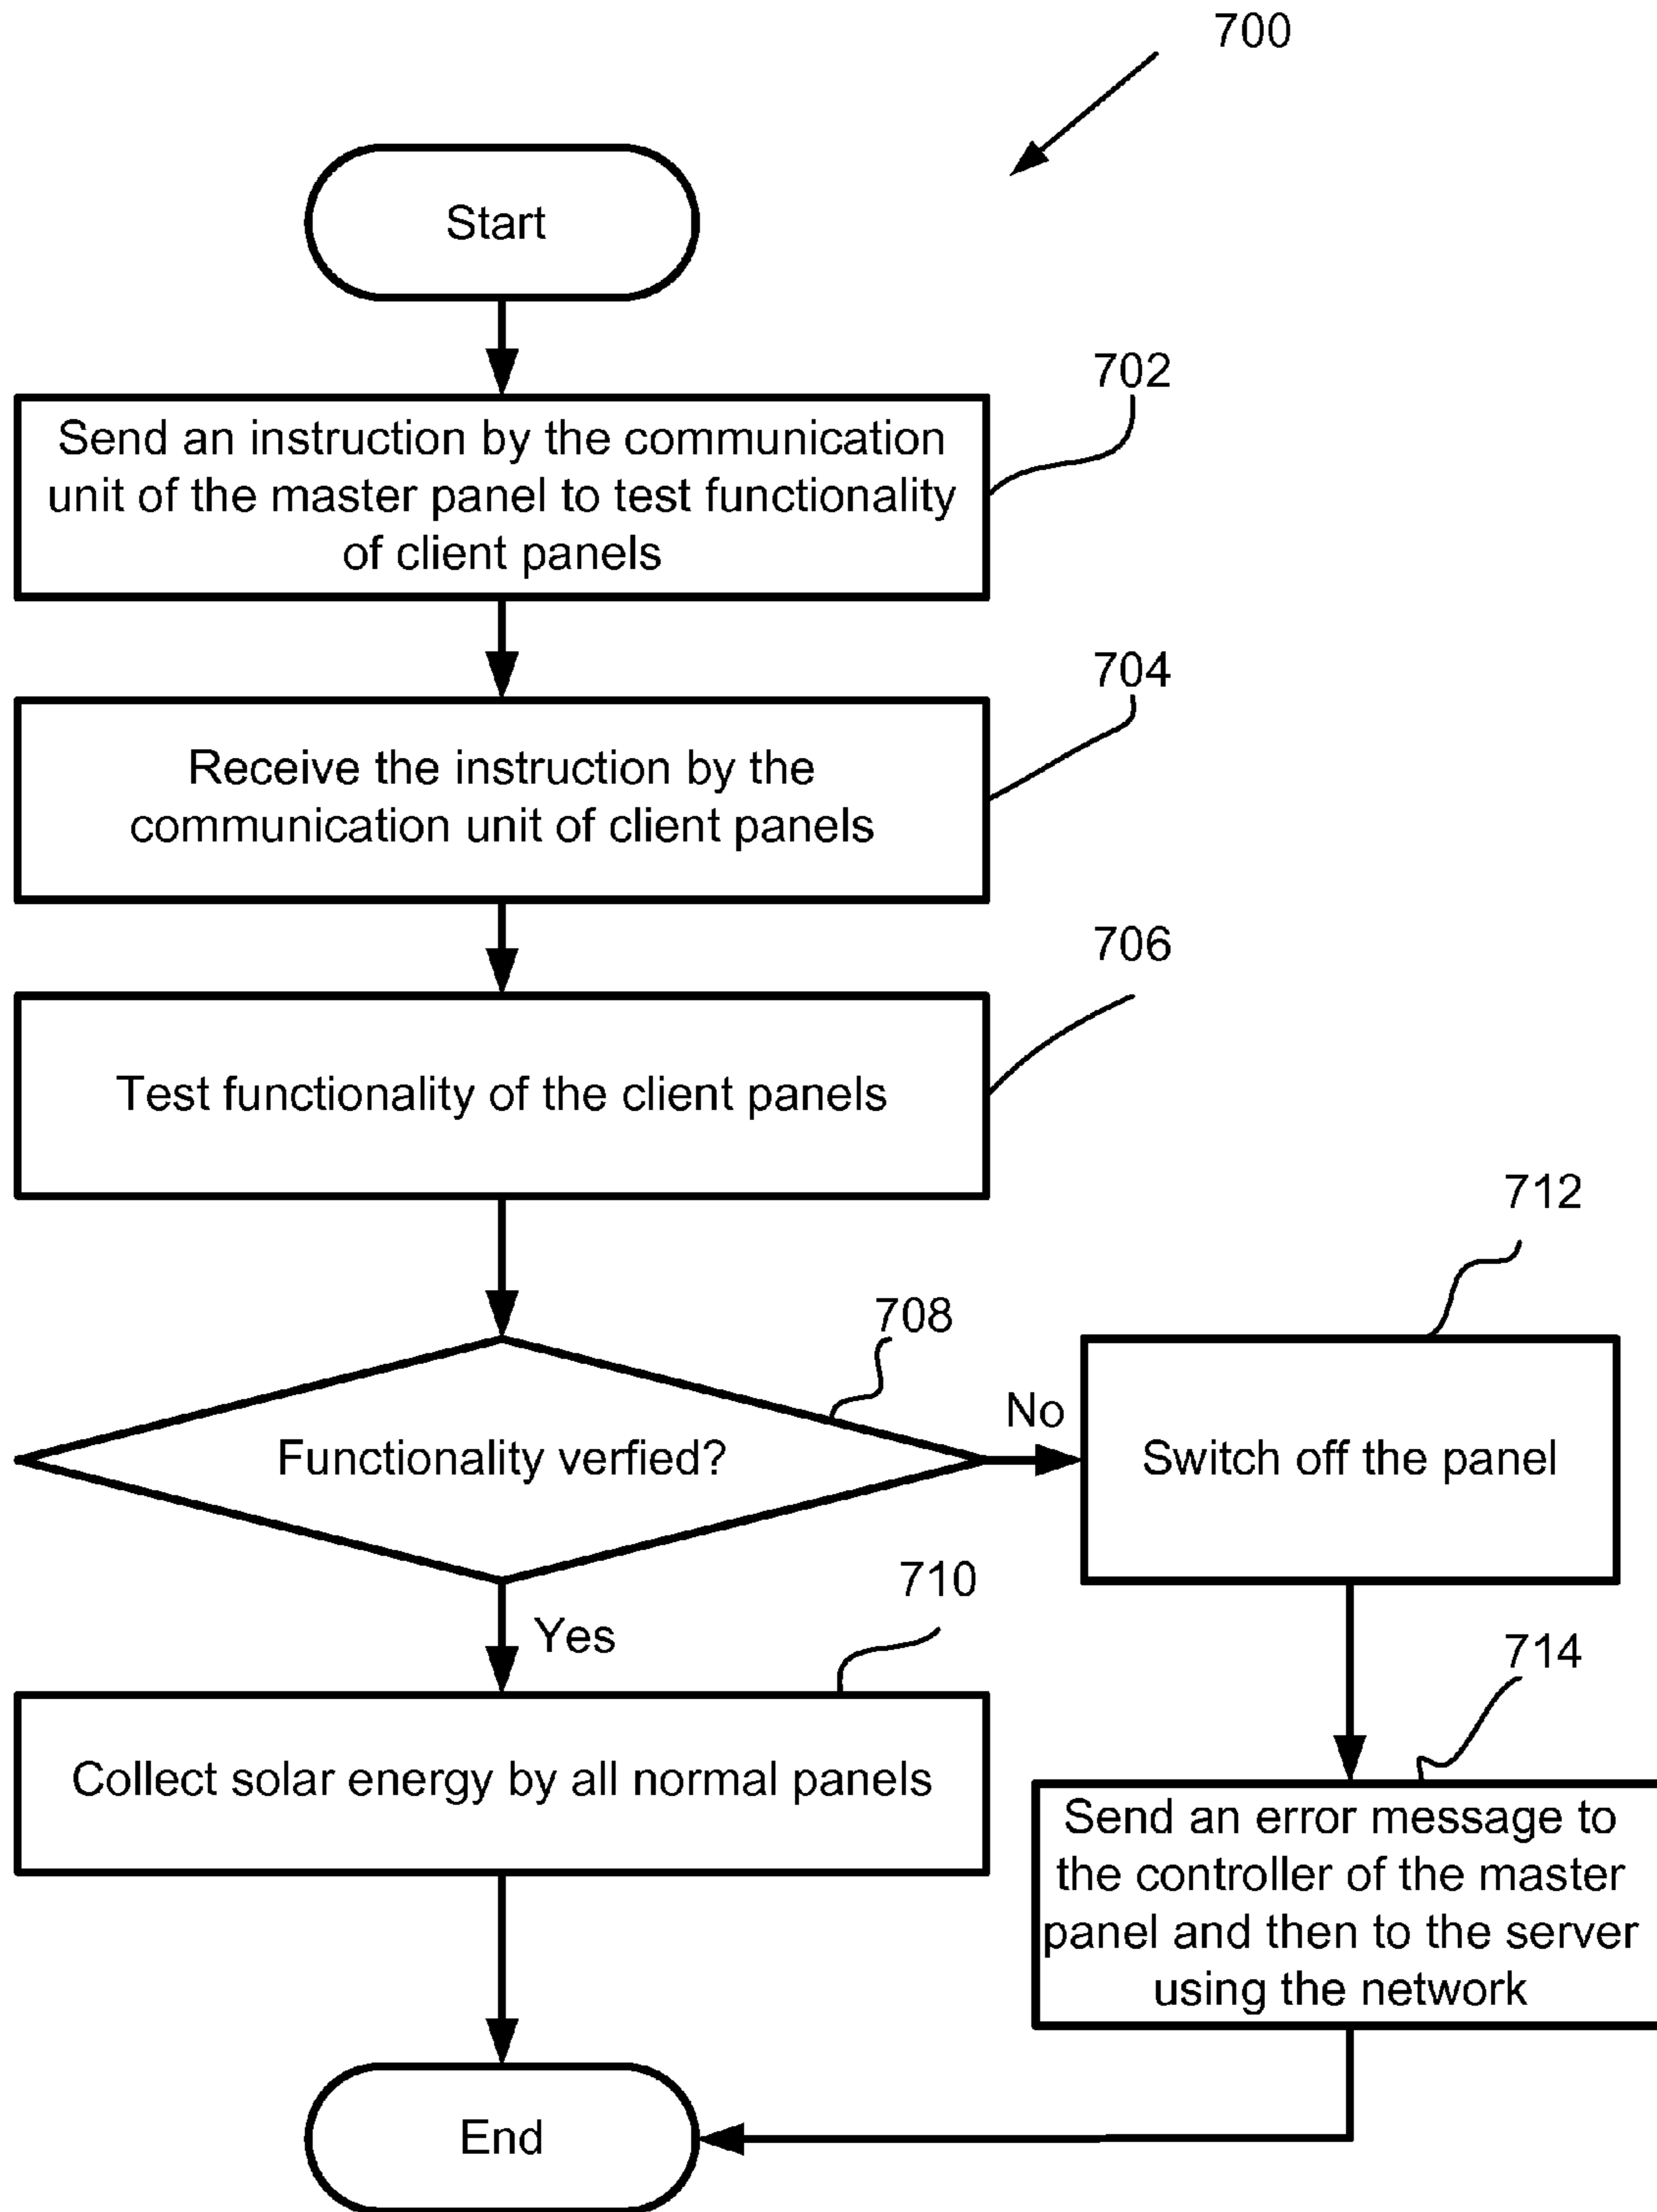 700
Start
702
Send an instruction by the communication
unit of the master panel to test functionality
of client panels
704
Receive the instruction by the
communication unit of client panels
706
Test functionality of the client panels
712
708
No
Functionality verfied?
Switch off the panel
710
Yes
714
Collect solar energy by all normal panels
Send an error message to
the controller of the master
panel and then to the server
using the network
End